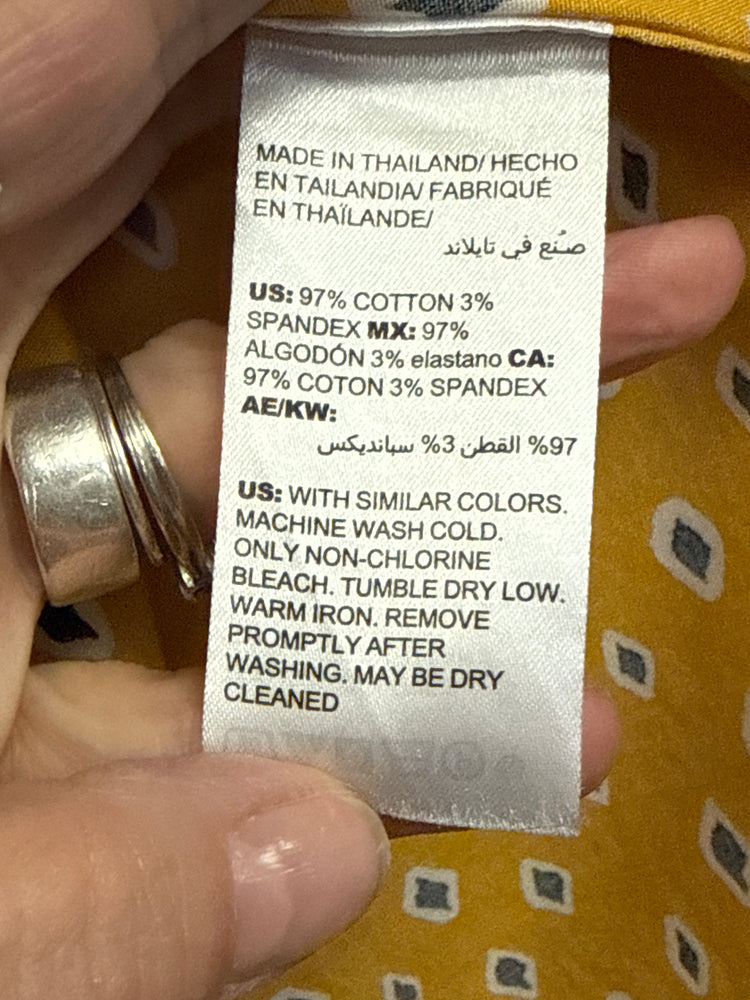 MADE IN THAILAND/ HECHO
EN TAILANDIA/ FABRIQUÉ
EN THAÏLANDE/
صُنع في تايلاند
US: 97% COTTON 3%
SPANDEX MX: 97%
ALGODÓN 3% elastano CA:
97% COTON 3% SPANDEX
AE/KW:
97% القطن 3% سبانديكس
US: WITH SIMILAR COLORS.
MACHINE WASH COLD.
ONLY NON-CHLORINE
BLEACH. TUMBLE DRY LOW.
WARM IRON. REMOVE
PROMPTLY AFTER
WASHING. MAY BE DRY
CLEANED